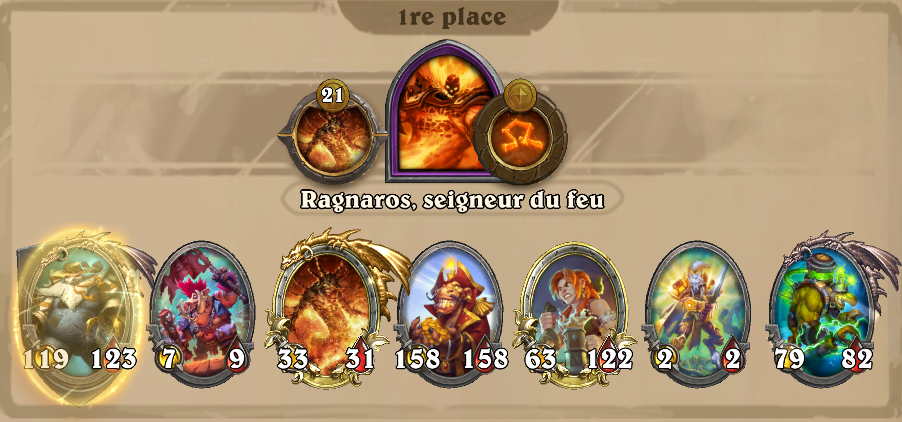 1re place
21
Ragnaros, seigneur du feu
119 123 7 9 33 31 158 158 63 122 2 2 79 82